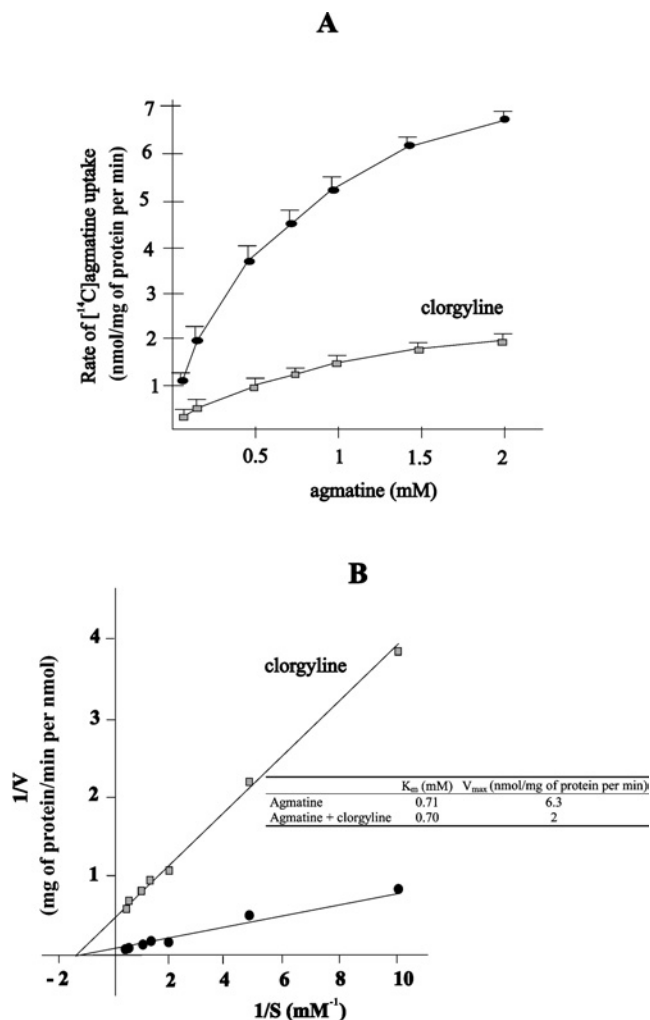 A
7
6
5
4
3
2
1
Rate of [¹⁴C]agmatine uptake
(nmol/mg of protein per min)
clorgyline
0.5 1 1.5 2
agmatine (mM)
B
4
3
2
1
1/V
(mg of protein/min per nmol)
clorgyline
Kₘ (mM) Vₘₐₓ (nmol/mg of protein per min)
Agmatine 0.71 6.3
Agmatine + clorgyline 0.70 2
- 2 0 2 4 6 8 10
1/S (mM⁻¹)